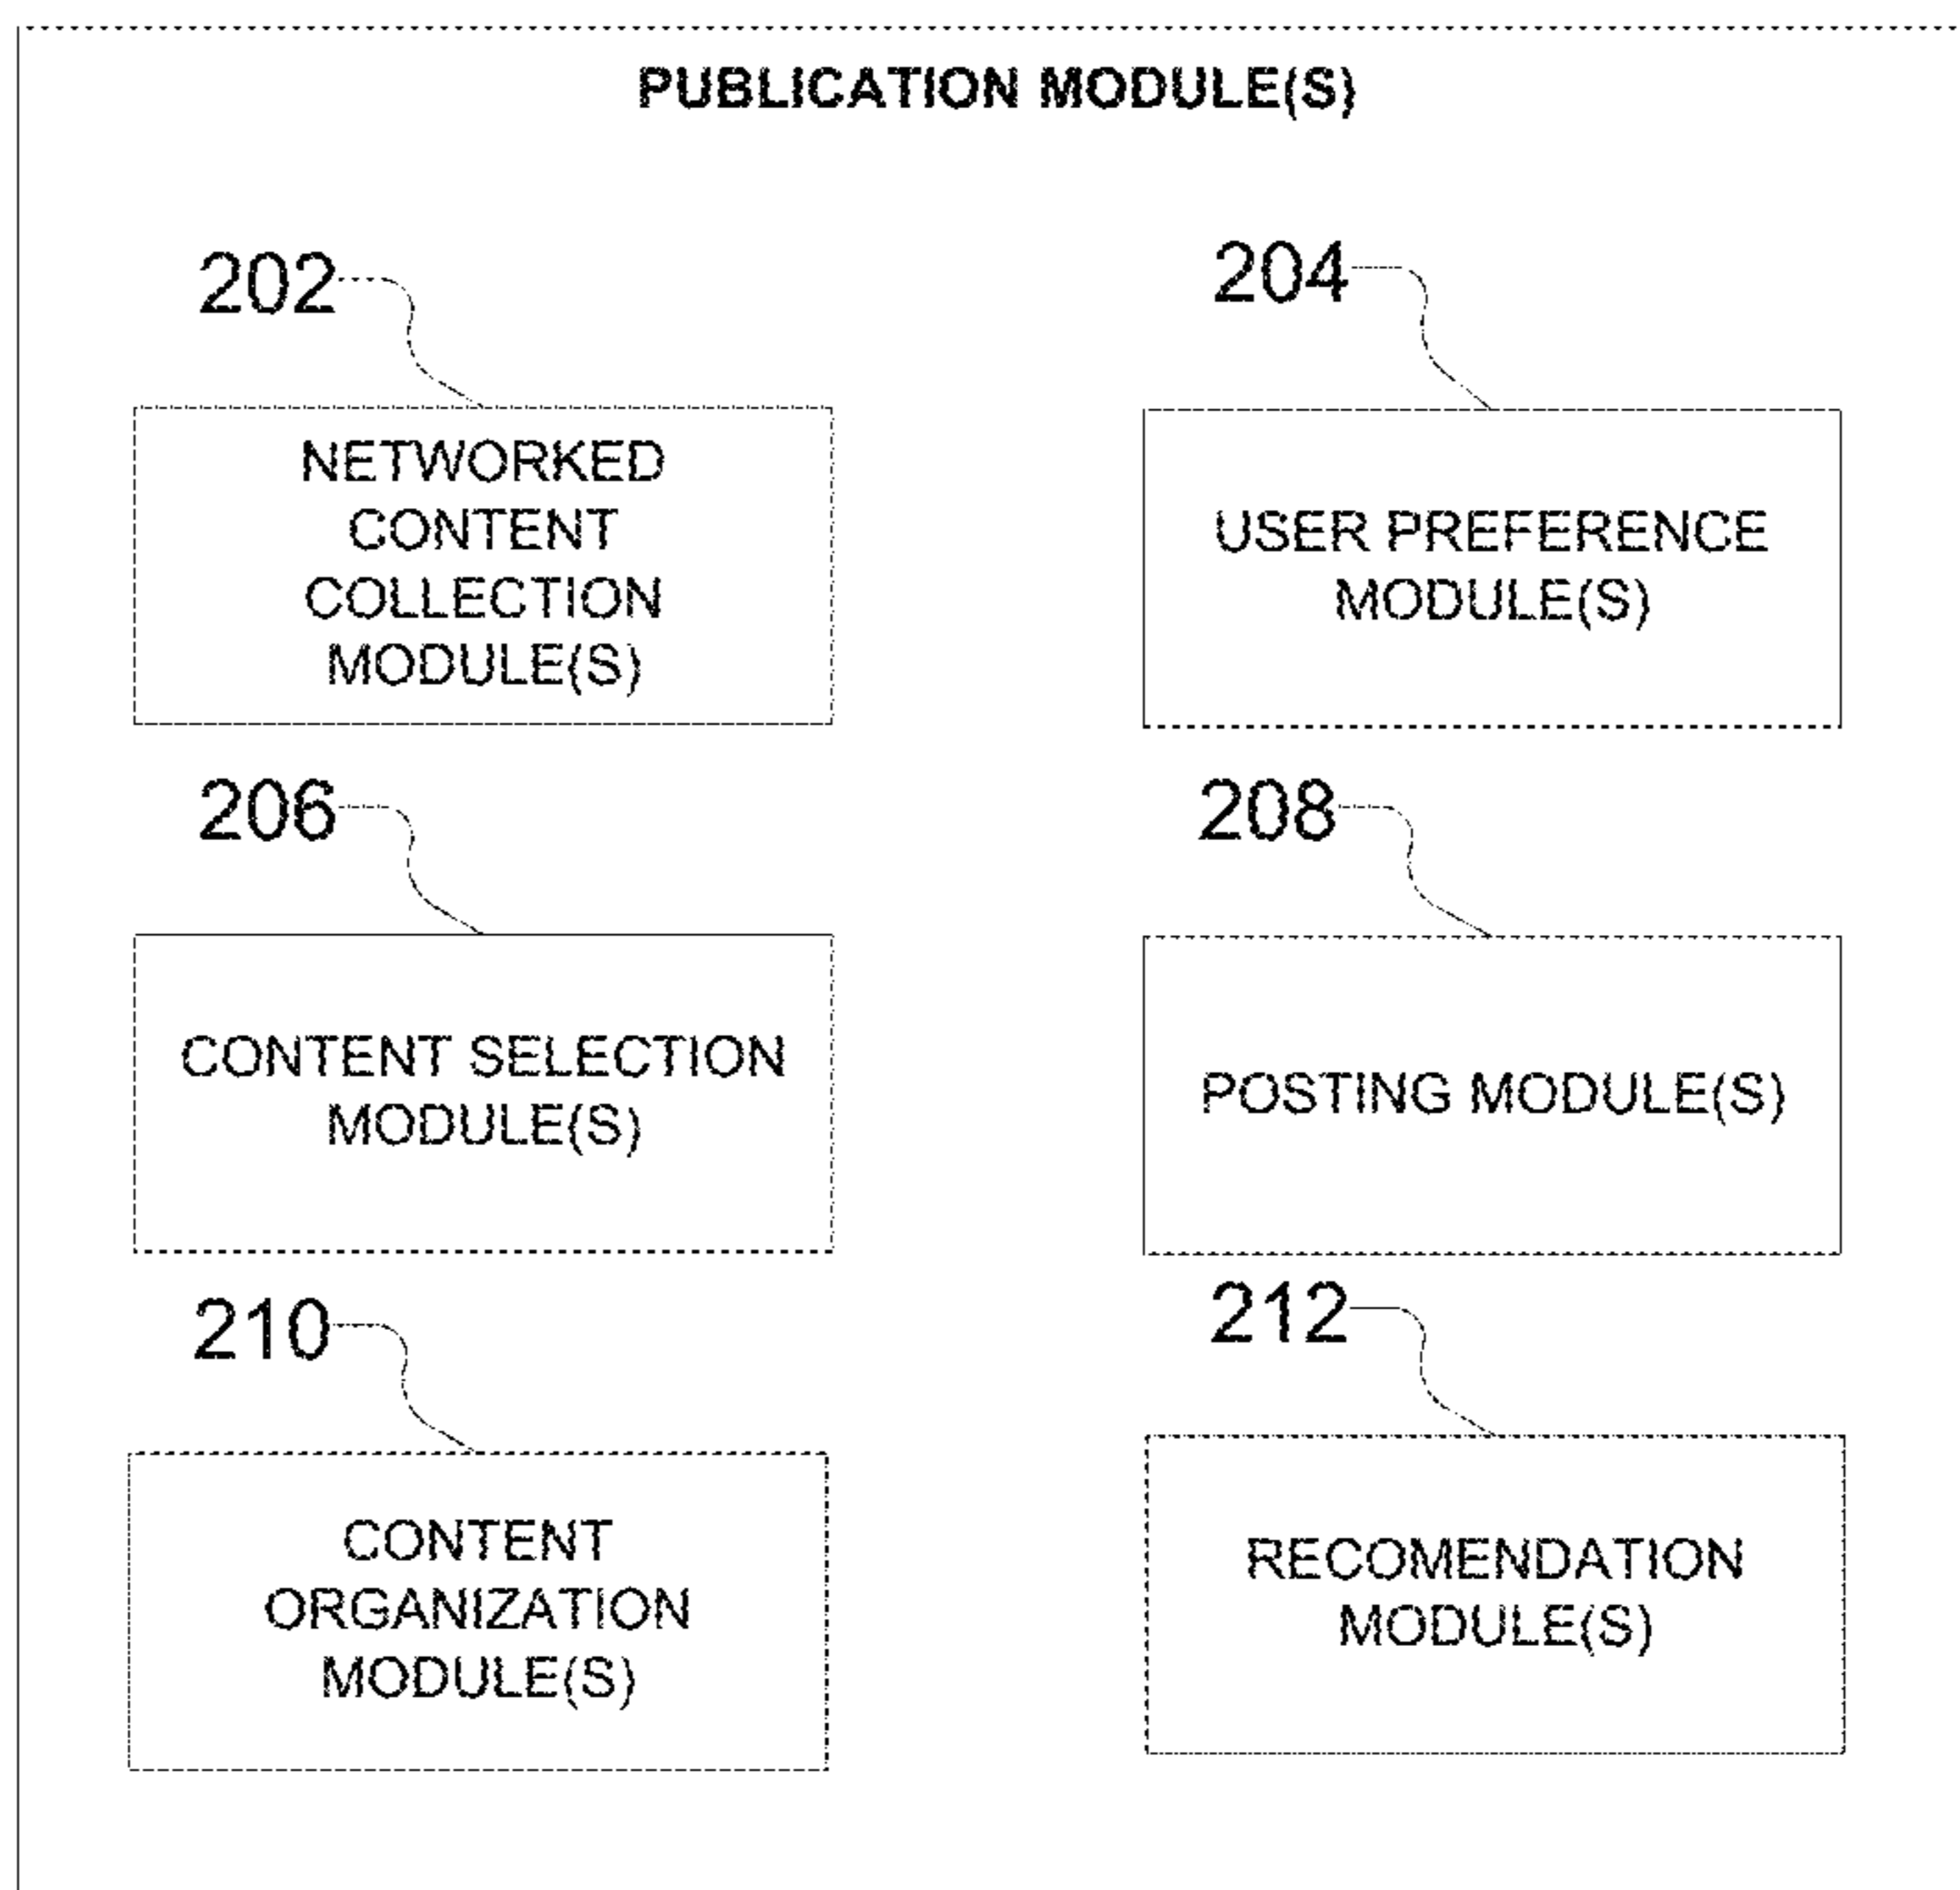 PUBLICATION MODULE(S)
202
204
NETWORKED
CONTENT
COLLECTION
MODULE(S)
USER PREFERENCE
MODULE(S)
206
208
CONTENT SELECTION
MODULE(S)
POSTING MODULE(S)
210
212
CONTENT
ORGANIZATION
MODULE(S)
RECOMENDATION
MODULE(S)